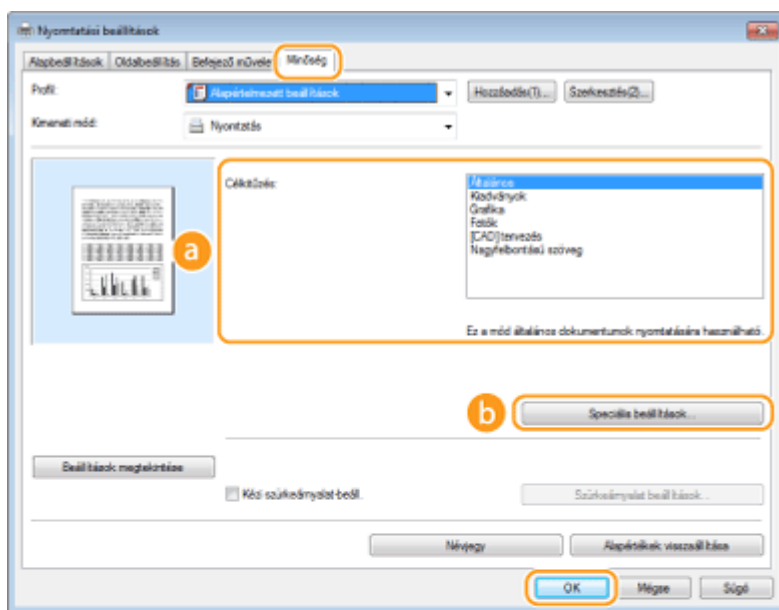 Nyomtatási beállítások
Alapbeállítások Oldalbeállítás Befejező művelet Minőség
Profil: Alapértelmezett beállítások Hozzáadás(1)... Szerkesztés(2)...
Kimeneti mód: Nyomtatás
Célkitűzés: Általános
Kiadványok
Grafika
Fotók
[CAD] tervezés
Nagyfelbontású szöveg
a
Ez a mód általános dokumentumok nyomtatására használható.
b Speciális beállítások...
Beállítások megtekintése
Kézi szürkeárnyalat-beáll. Szürkeárnyalat beállítások...
Névjegy Alapértékek visszaállítása
OK Mégse Súgó